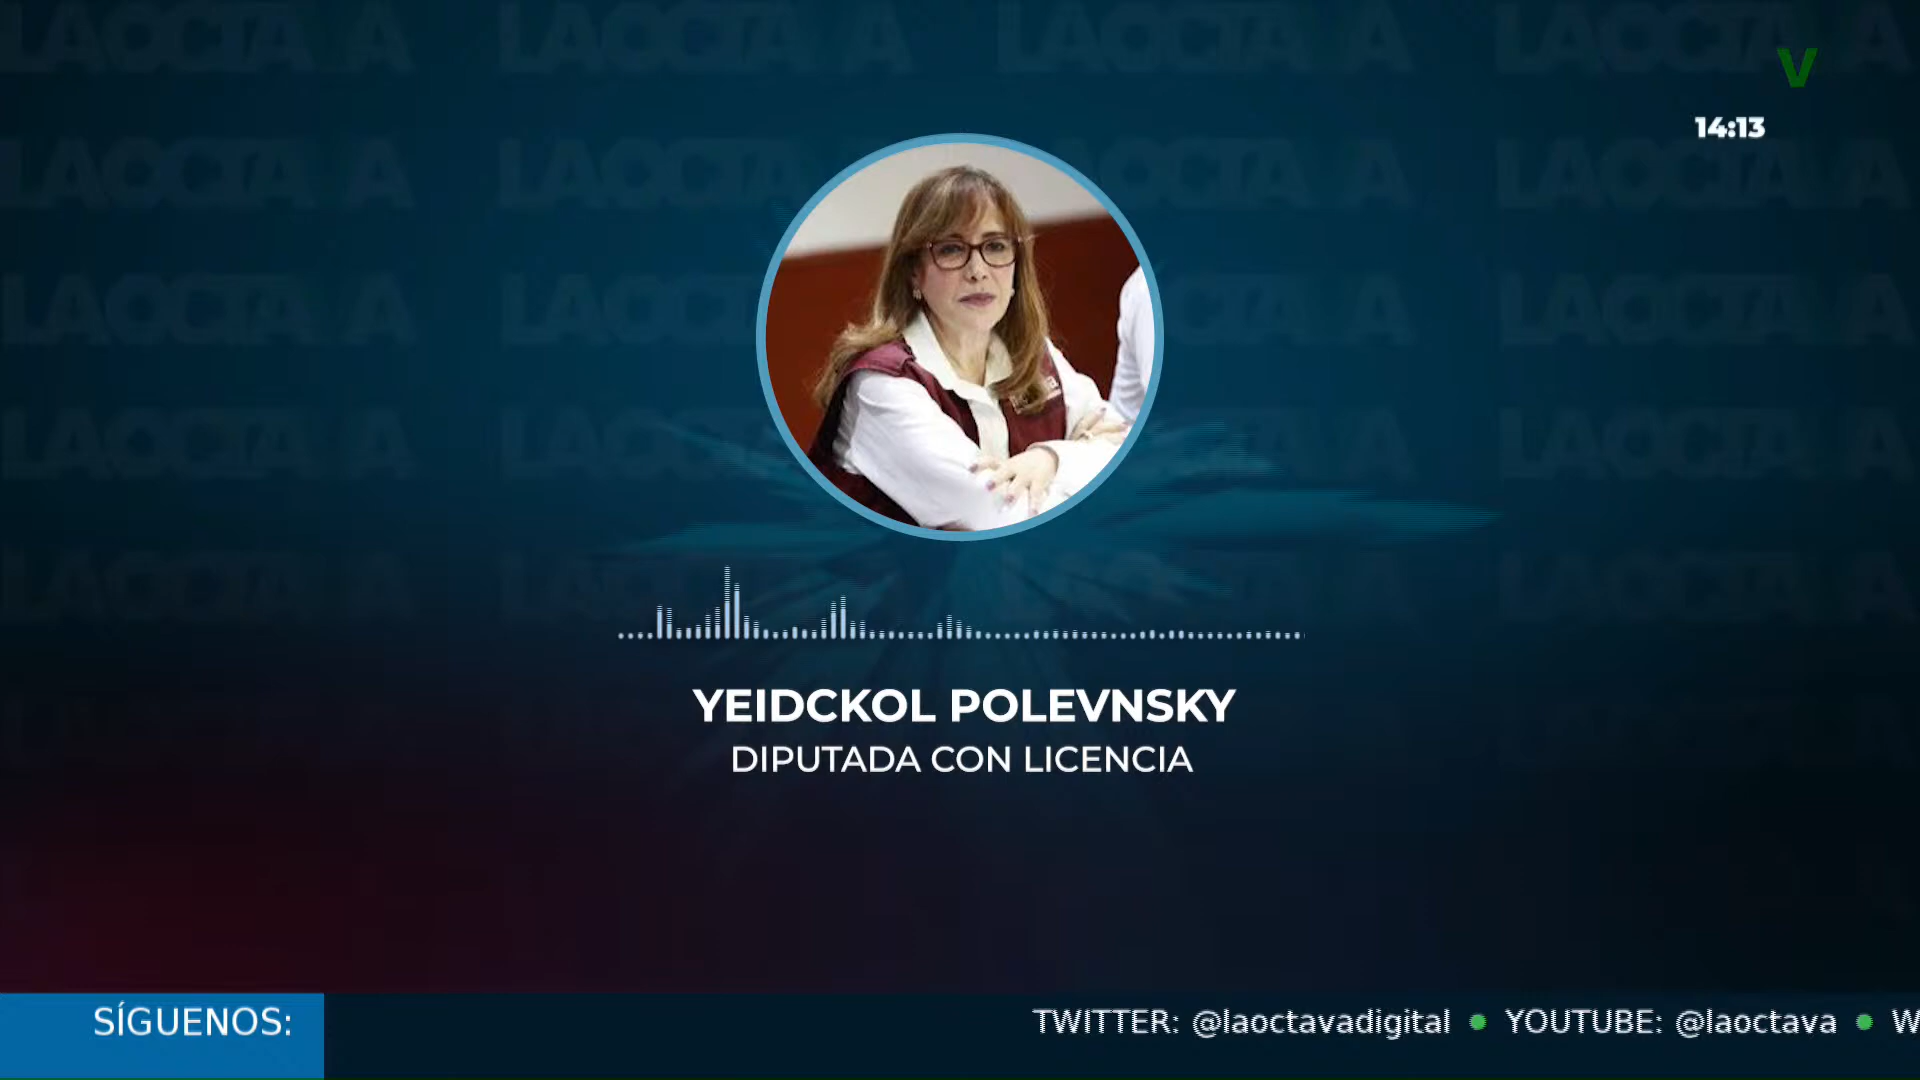 V
14:13
YEIDCKOL POLEVNSKY
DIPUTADA CON LICENCIA
SÍGUENOS:
TWITTER: @laoctavadigital ● YOUTUBE: @laoctava ●